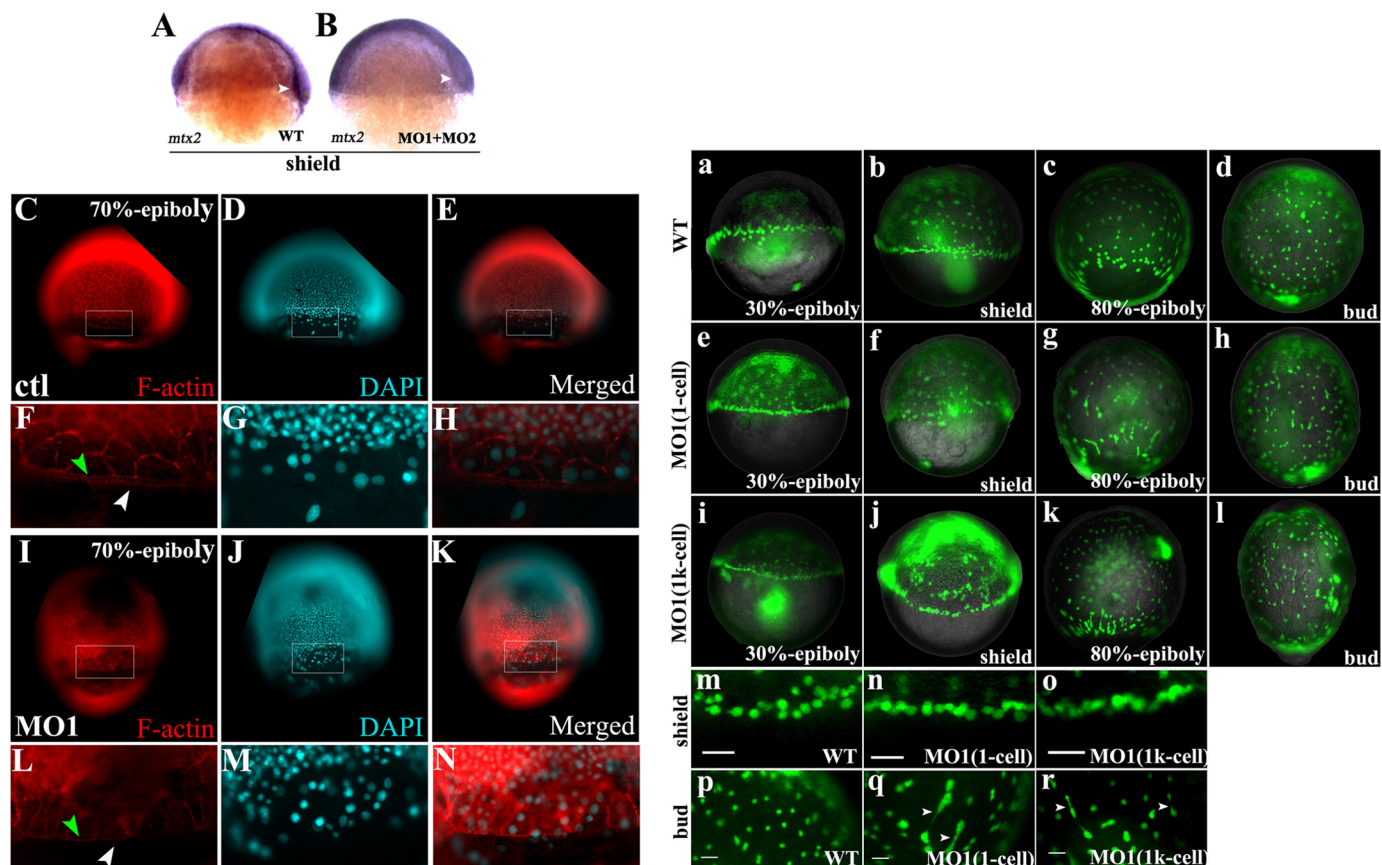 A
B
mtx2
WT
mtx2
MO1+MO2
shield
C
70%-epiboly
D
E
ctl
F-actin
DAPI
Merged
F
G
H
I
70%-epiboly
J
K
MO1
F-actin
DAPI
Merged
L
M
N
a
b
c
d
WT
30%-epiboly
shield
80%-epiboly
bud
e
f
g
h
MO1(1-cell)
30%-epiboly
shield
80%-epiboly
bud
i
j
k
l
MO1(1k-cell)
30%-epiboly
shield
80%-epiboly
bud
m
n
o
shield
WT
MO1(1-cell)
MO1(1k-cell)
p
q
r
bud
WT
MO1(1-cell)
MO1(1k-cell)